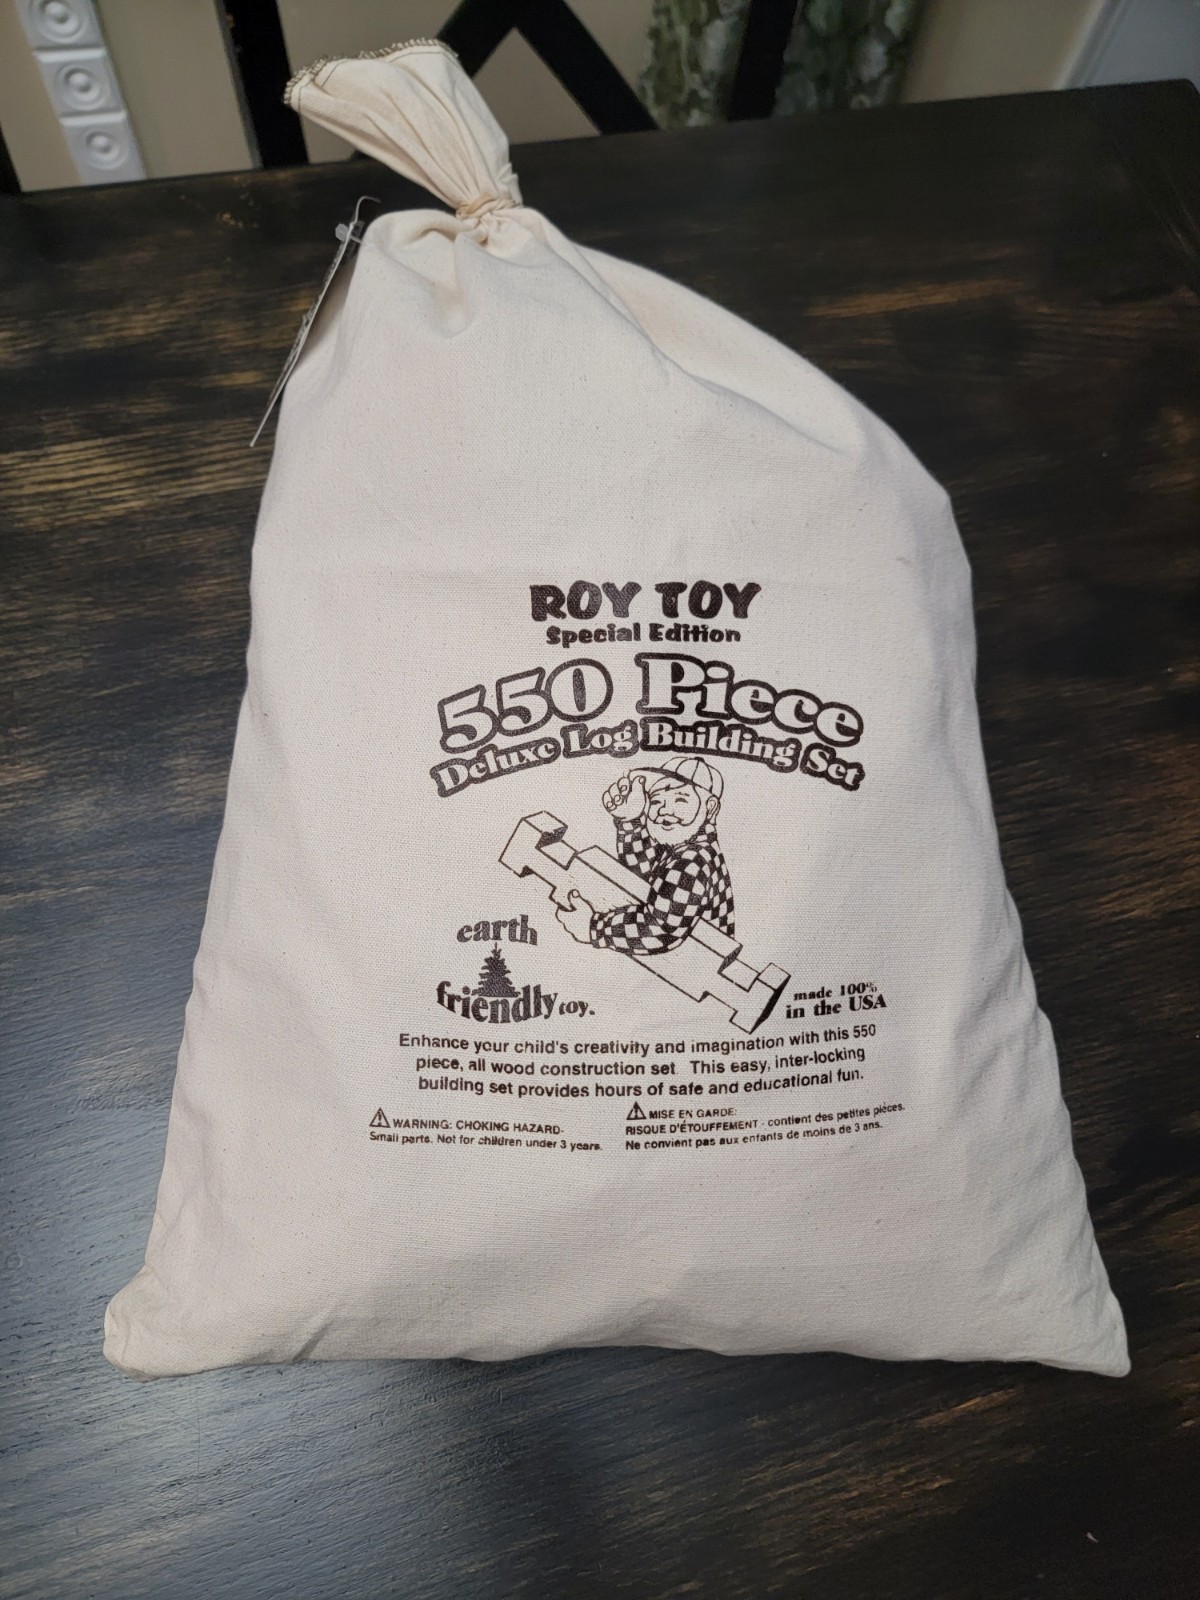 ROY TOY
Special Edition
550 Piece
Deluxe Log Building Set
earth
friendly toy.
made 100%
in the USA
Enhance your child's creativity and imagination with this 550
piece, all wood construction set. This easy, inter-locking
building set provides hours of safe and educational fun.
WARNING: CHOKING HAZARD-
Small parts. Not for children under 3 years.
MISE EN GARDE:
RISQUE D'ÉTOUFFEMENT - contient des petites pièces.
Ne convient pas aux enfants de moins de 3 ans.